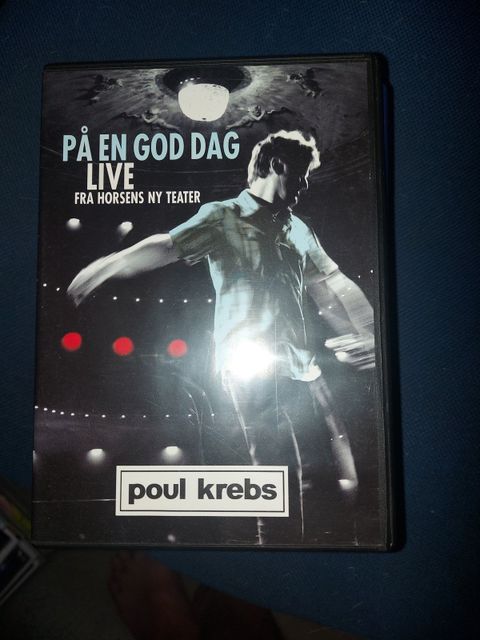 PÅ EN GOD DAG
LIVE
FRA HORSENS NY TEATER
poul krebs